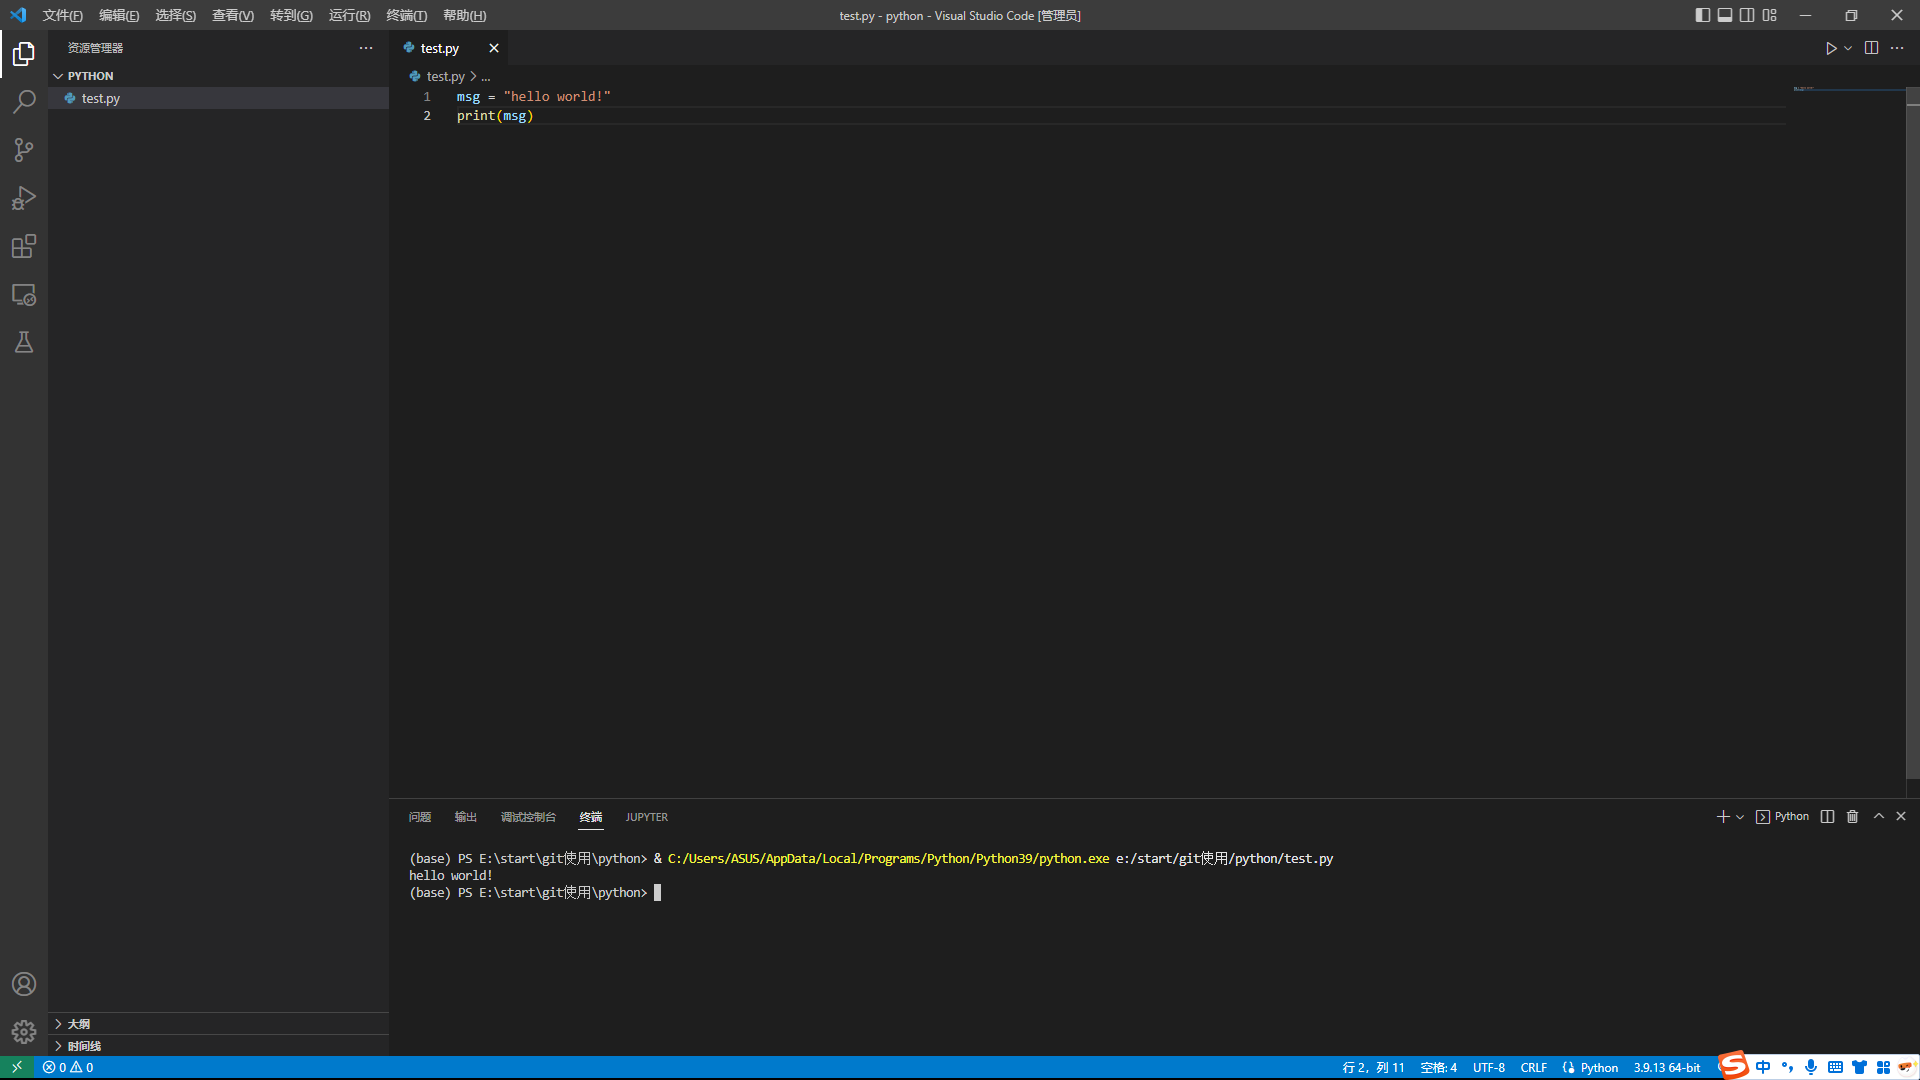 文件(F) 编辑(E) 选择(S) 查看(V) 转到(G) 运行(R) 终端(T) 帮助(H)
test.py - python - Visual Studio Code [管理员]
资源管理器
PYTHON
test.py
大纲
时间线
test.py
test.py > ...
1 msg = "hello world!"
2 print(msg)
问题 输出 调试控制台 终端 JUPYTER
Python
(base) PS E:\start\git使用\python> & C:/Users/ASUS/AppData/Local/Programs/Python/Python39/python.exe e:/start/git使用/python/test.py
hello world!
(base) PS E:\start\git使用\python>
0 0
行 2，列 11 空格: 4 UTF-8 CRLF Python 3.9.13 64-bit
中